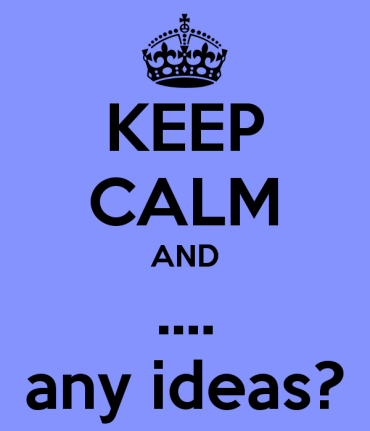 KEEP
CALM
AND
....
any ideas?